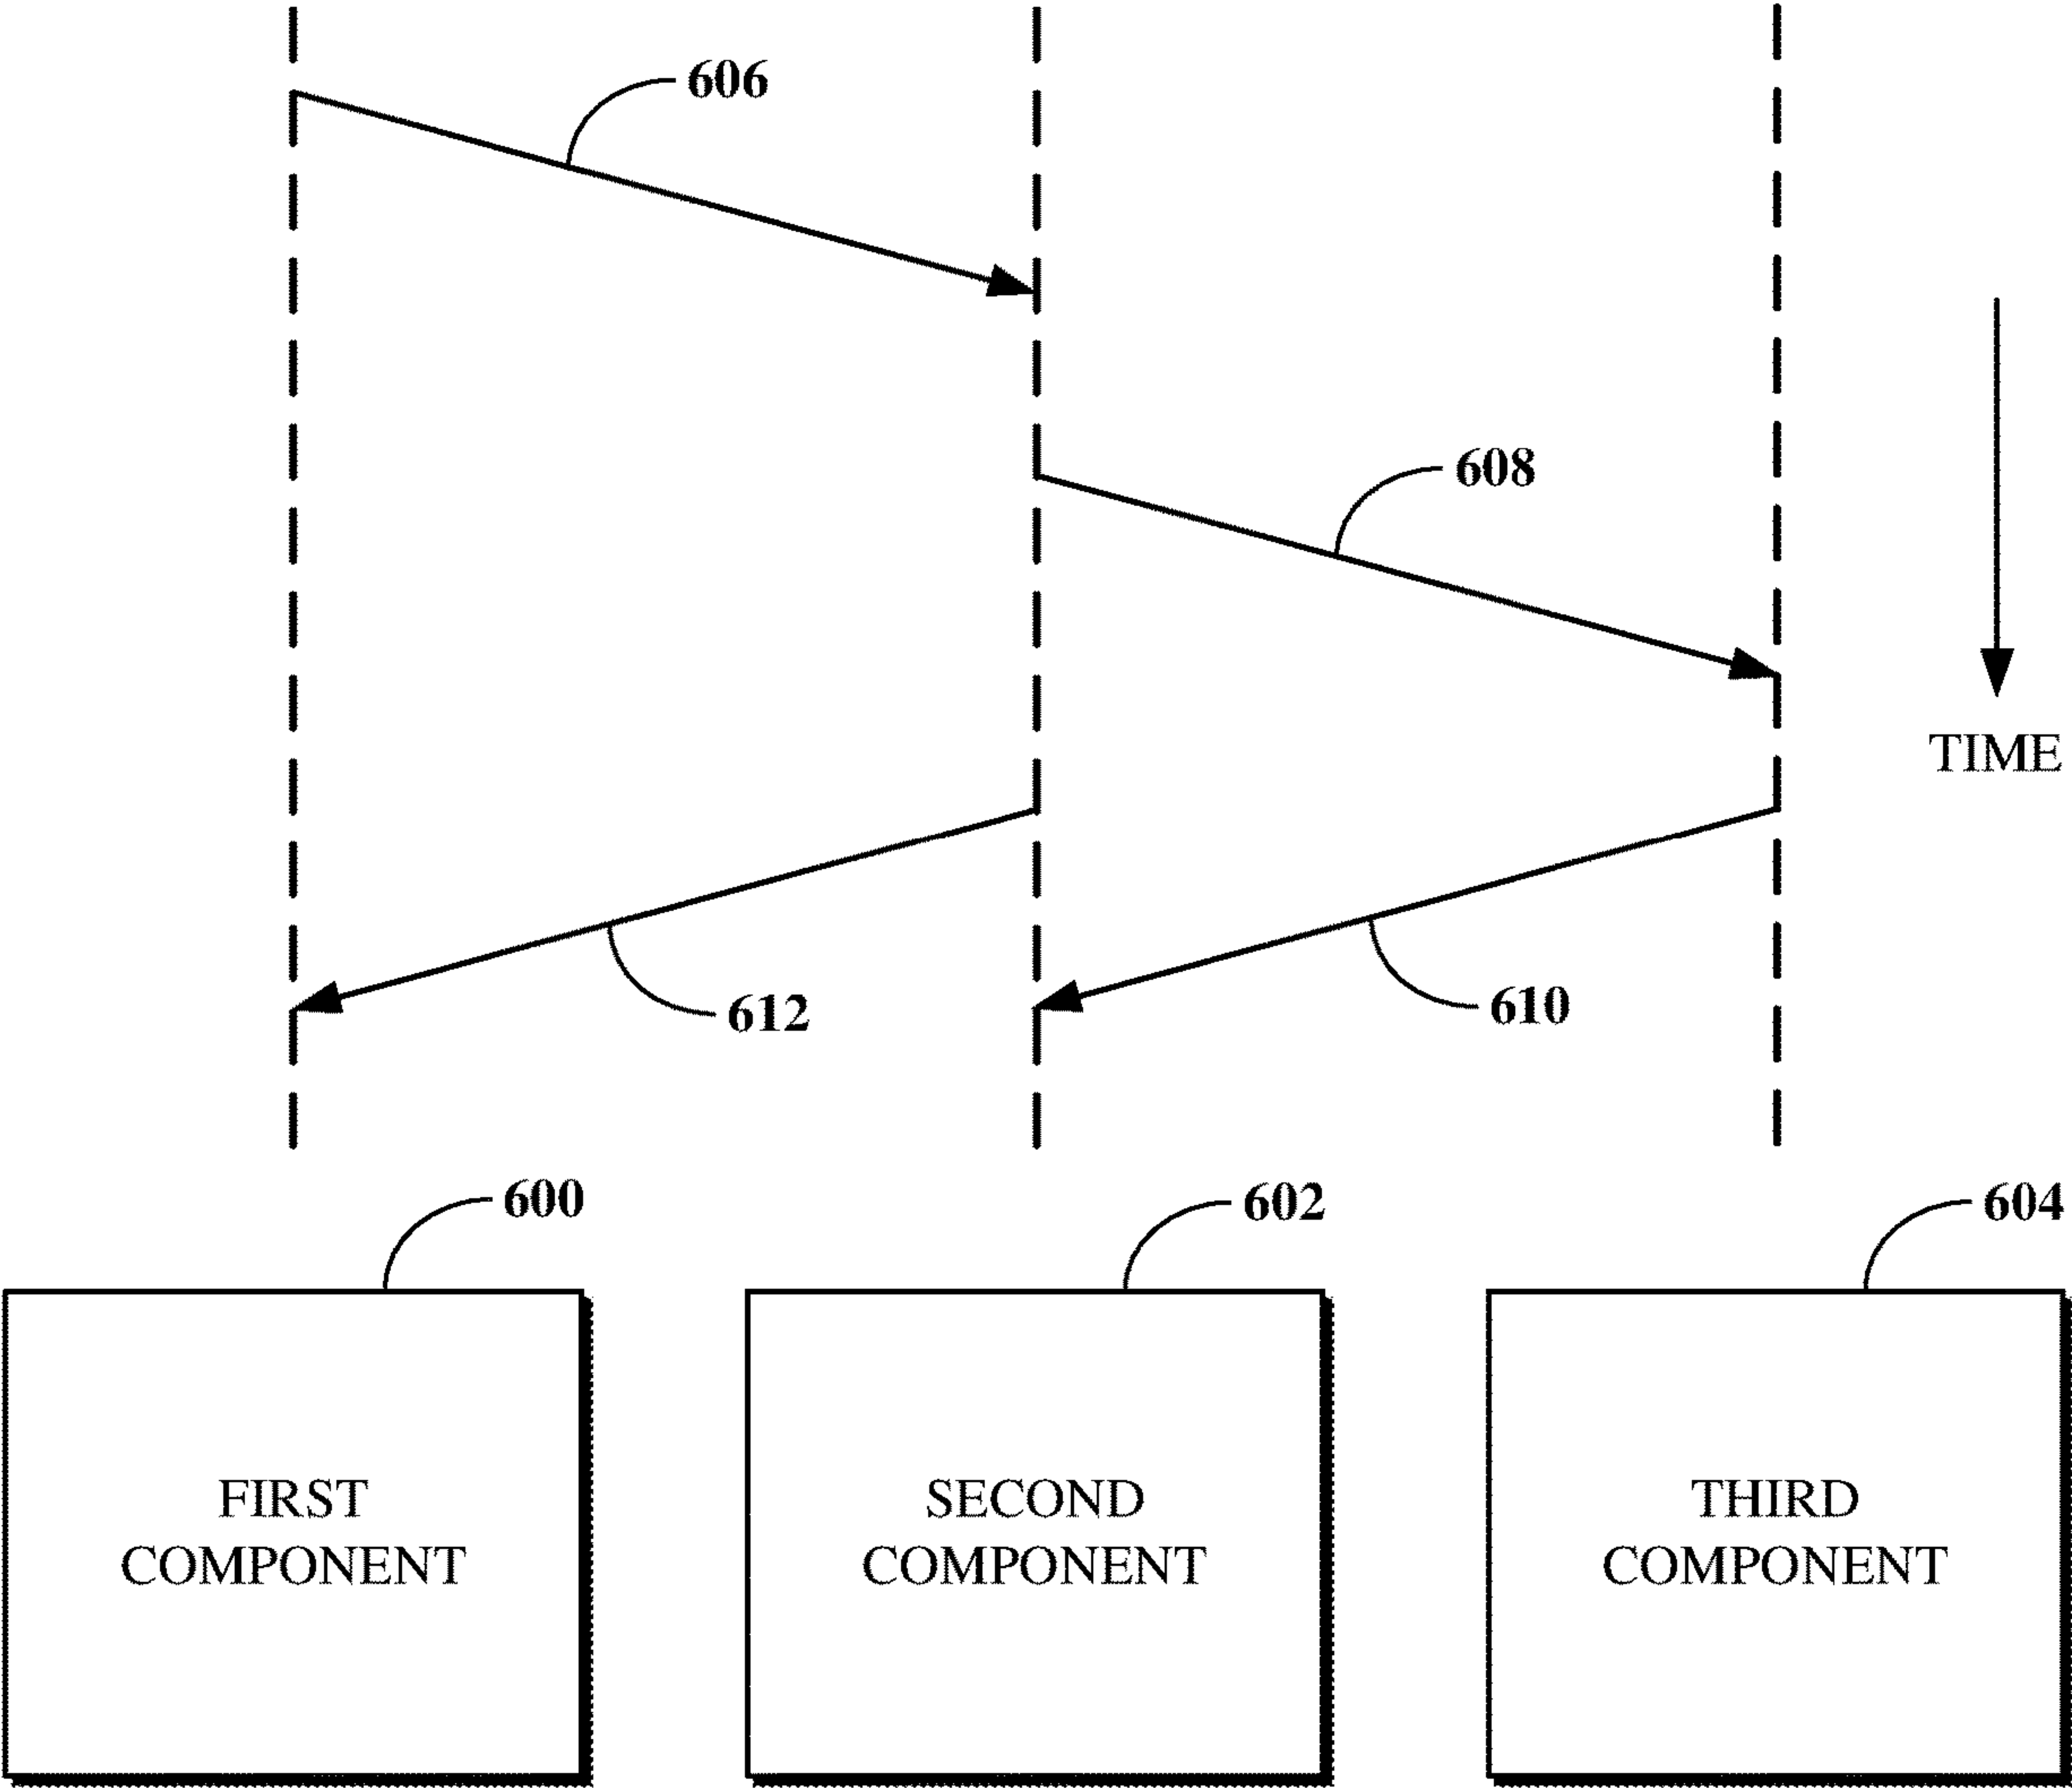 606
608
TIME
612
610
600
602
604
FIRST
COMPONENT
SECOND
COMPONENT
THIRD
COMPONENT